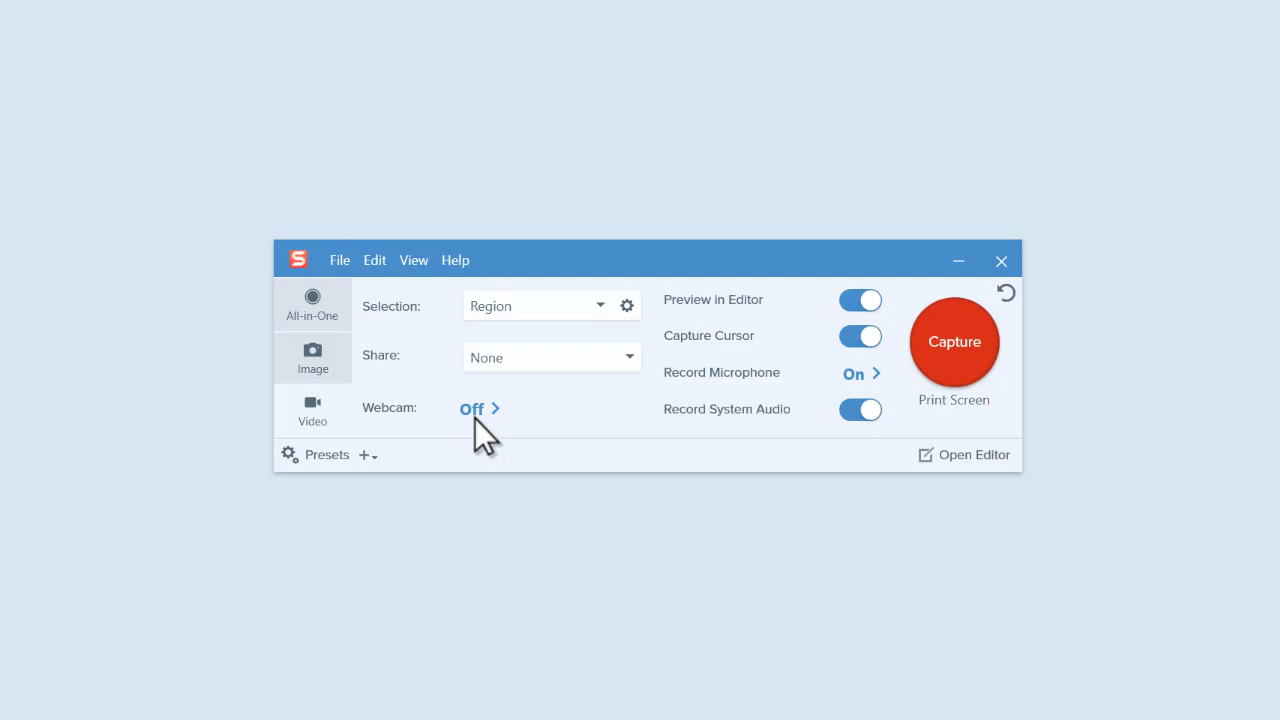 S File Edit View Help
All-in-One
Image
Video
Selection: Region
Share: None
Webcam: Off
Preview in Editor
Capture Cursor
Record Microphone On
Record System Audio
Capture
Print Screen
Presets
Open Editor